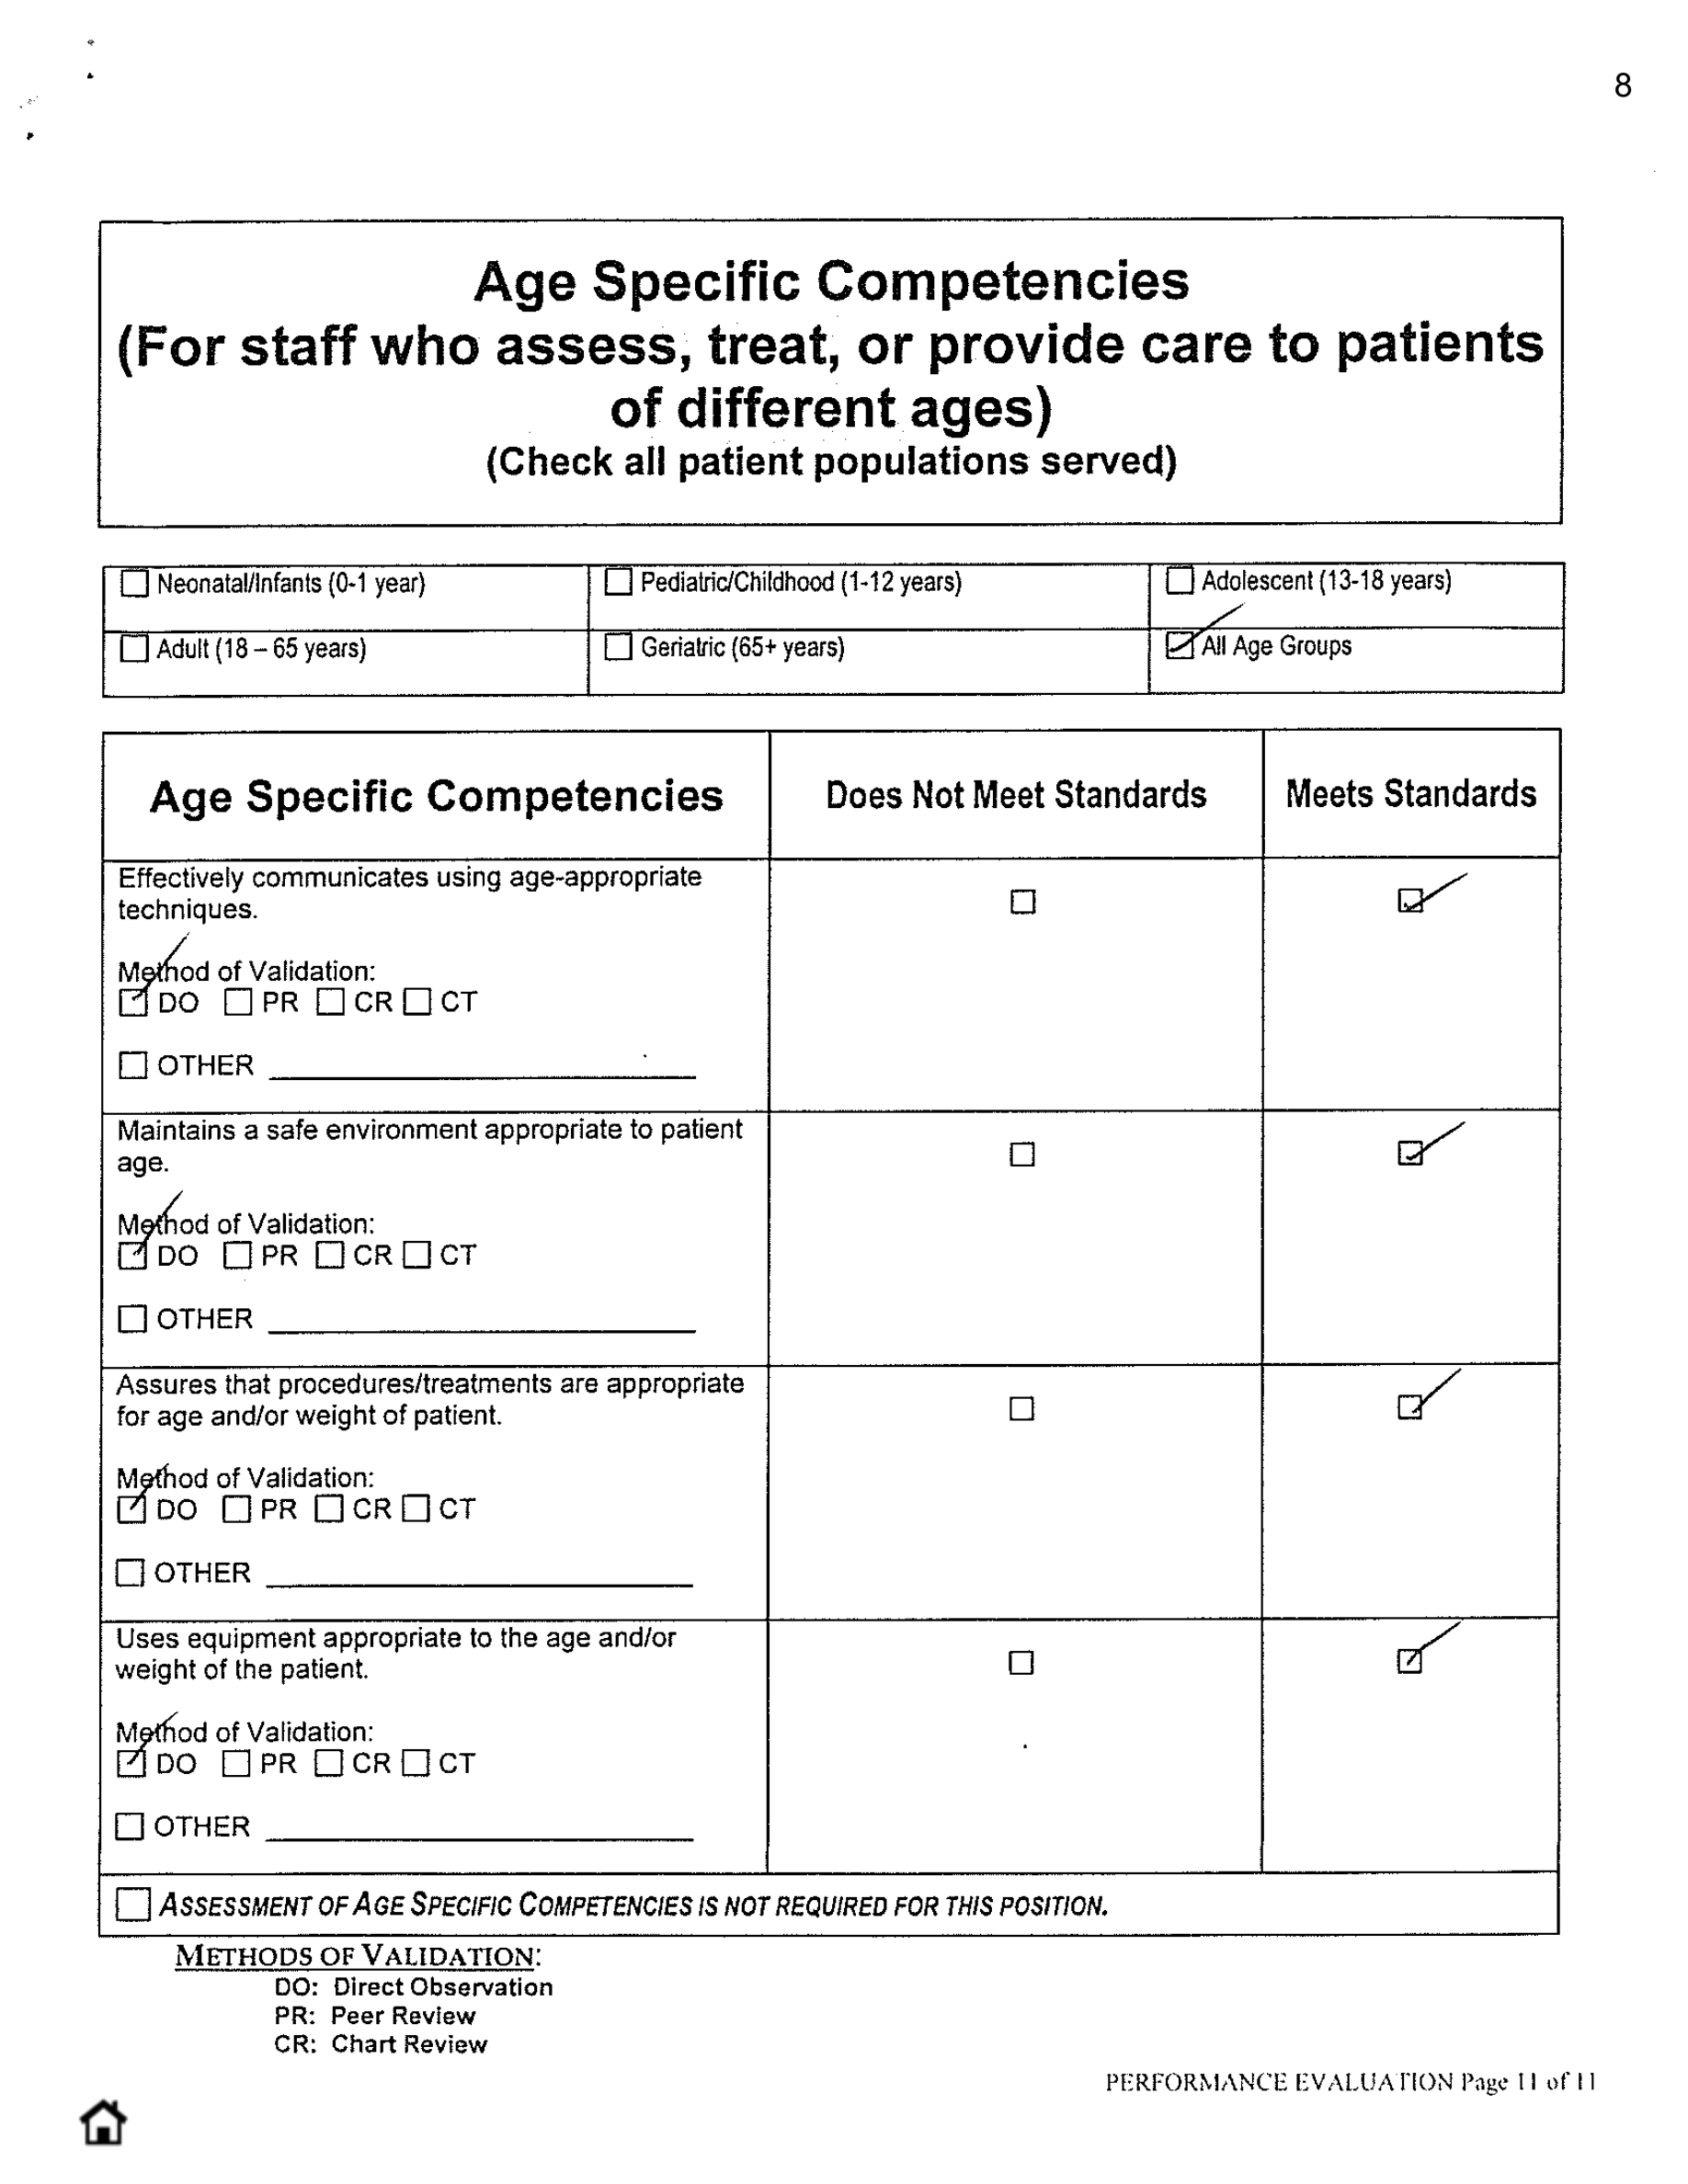 8
Age Specific Competencies
(For staff who assess, treat, or provide care to patients
of different ages)
(Check all patient populations served)
☐ Neonatal/Infants (0-1 year) ☐ Pediatric/Childhood (1-12 years) ☐ Adolescent (13-18 years)
☐ Adult (18 – 65 years) ☐ Geriatric (65+ years) ☑ All Age Groups
Age Specific Competencies Does Not Meet Standards Meets Standards
Effectively communicates using age-appropriate
techniques. ☐ ☑
Method of Validation:
☑ DO ☐ PR ☐ CR ☐ CT
☐ OTHER
Maintains a safe environment appropriate to patient
age. ☐ ☑
Method of Validation:
☑ DO ☐ PR ☐ CR ☐ CT
☐ OTHER
Assures that procedures/treatments are appropriate
for age and/or weight of patient. ☐ ☑
Method of Validation:
☑ DO ☐ PR ☐ CR ☐ CT
☐ OTHER
Uses equipment appropriate to the age and/or
weight of the patient. ☐ ☑
Method of Validation:
☑ DO ☐ PR ☐ CR ☐ CT
☐ OTHER
☐ ASSESSMENT OF AGE SPECIFIC COMPETENCIES IS NOT REQUIRED FOR THIS POSITION.
METHODS OF VALIDATION:
DO: Direct Observation
PR: Peer Review
CR: Chart Review
PERFORMANCE EVALUATION Page 11 of 11